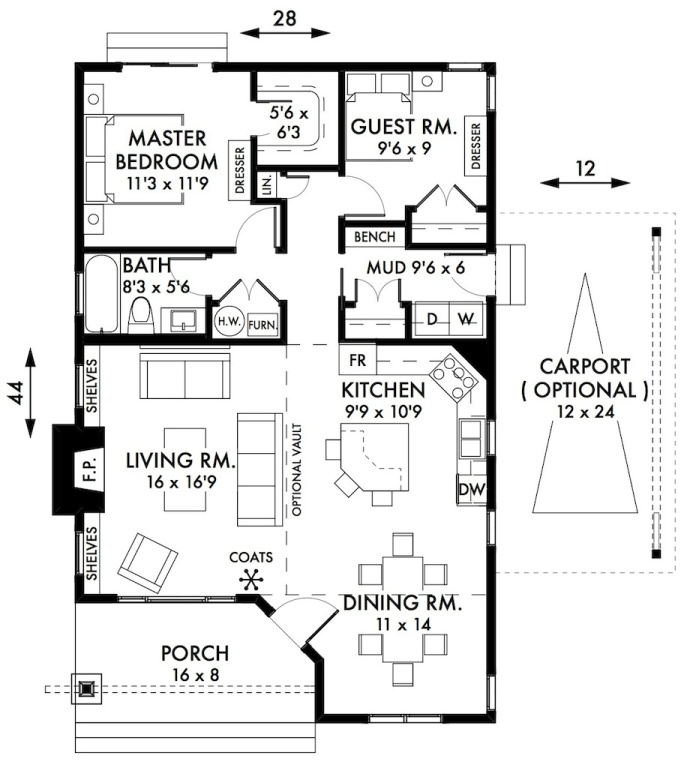 28
MASTER
BEDROOM
11'3 x 11'9
DRESSER
5'6 x
6'3
LIN.
GUEST RM.
9'6 x 9
DRESSER
12
BENCH
MUD 9'6 x 6
BATH
8'3 x 5'6
H.W.
FURN.
D
W
44
SHELVES
FR
KITCHEN
9'9 x 10'9
CARPORT
( OPTIONAL )
12 x 24
F.P.
LIVING RM.
16 x 16'9
OPTIONAL VAULT
DW
SHELVES
COATS
DINING RM.
11 x 14
PORCH
16 x 8